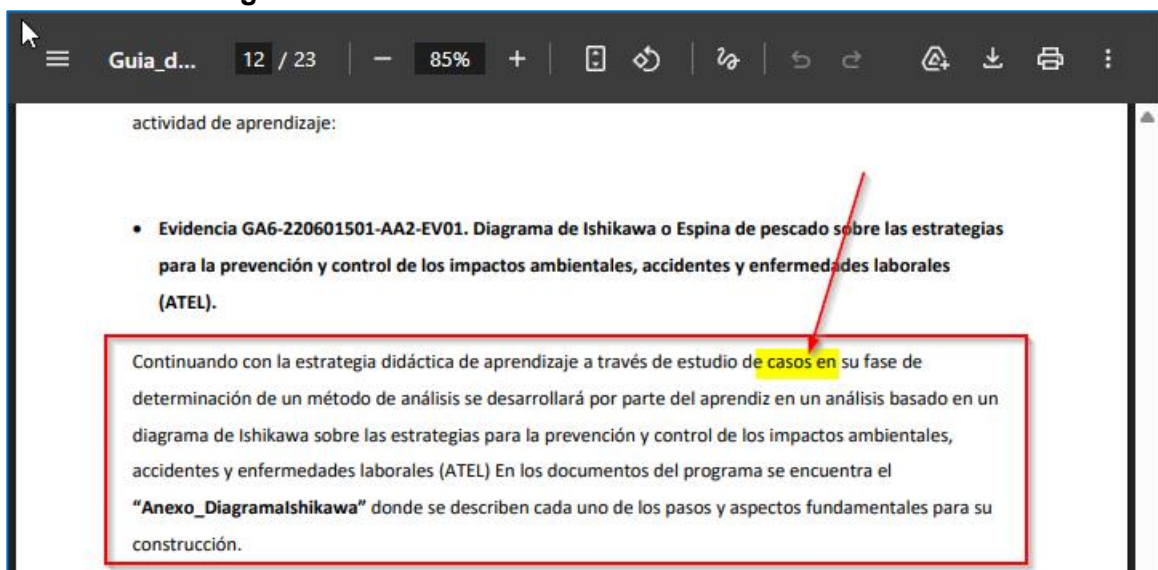 Guia_d... 12 / 23 85%
actividad de aprendizaje:
• Evidencia GA6-220601501-AA2-EV01. Diagrama de Ishikawa o Espina de pescado sobre las estrategias
para la prevención y control de los impactos ambientales, accidentes y enfermedades laborales
(ATEL).
Continuando con la estrategia didáctica de aprendizaje a través de estudio de casos en su fase de
determinación de un método de análisis se desarrollará por parte del aprendiz en un análisis basado en un
diagrama de Ishikawa sobre las estrategias para la prevención y control de los impactos ambientales,
accidentes y enfermedades laborales (ATEL) En los documentos del programa se encuentra el
“Anexo_DiagramaIshikawa” donde se describen cada uno de los pasos y aspectos fundamentales para su
construcción.